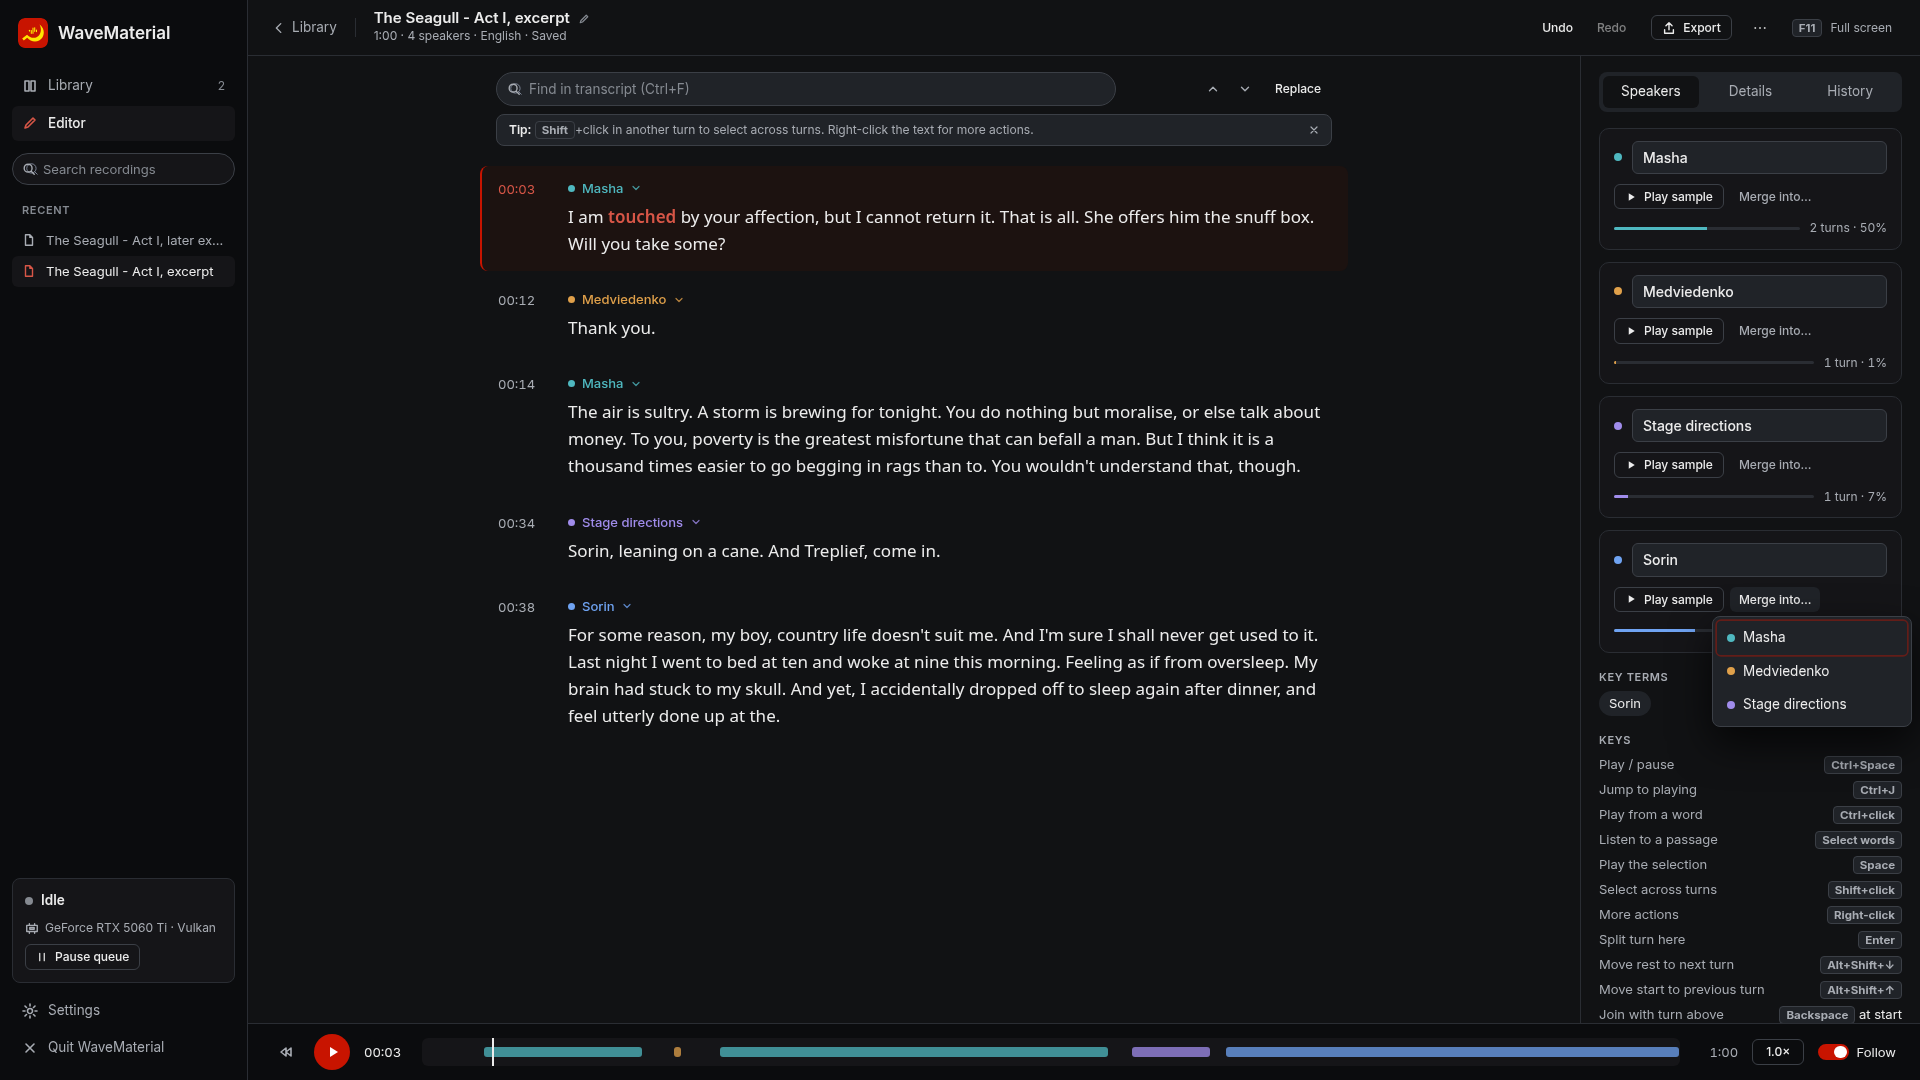 WaveMaterial
Library 2
Editor
Search recordings
RECENT
The Seagull - Act I, later ex...
The Seagull - Act I, excerpt
Idle
GeForce RTX 5060 Ti · Vulkan
Pause queue
Settings
Quit WaveMaterial
Library
The Seagull - Act I, excerpt
1:00 · 4 speakers · English · Saved
Undo
Redo
Export
F11 Full screen
Find in transcript (Ctrl+F)
Replace
Tip: Shift+click in another turn to select across turns. Right-click the text for more actions.
00:03 Masha
I am touched by your affection, but I cannot return it. That is all. She offers him the snuff box.
Will you take some?
00:12 Medviedenko
Thank you.
00:14 Masha
The air is sultry. A storm is brewing for tonight. You do nothing but moralise, or else talk about
money. To you, poverty is the greatest misfortune that can befall a man. But I think it is a
thousand times easier to go begging in rags than to. You wouldn't understand that, though.
00:34 Stage directions
Sorin, leaning on a cane. And Treplief, come in.
00:38 Sorin
For some reason, my boy, country life doesn't suit me. And I'm sure I shall never get used to it.
Last night I went to bed at ten and woke at nine this morning. Feeling as if from oversleep. My
brain had stuck to my skull. And yet, I accidentally dropped off to sleep again after dinner, and
feel utterly done up at the.
Speakers Details History
Masha
Play sample Merge into...
2 turns · 50%
Medviedenko
Play sample Merge into...
1 turn · 1%
Stage directions
Play sample Merge into...
1 turn · 7%
Sorin
Play sample Merge into...
Masha
Medviedenko
Stage directions
KEY TERMS
Sorin
KEYS
Play / pause Ctrl+Space
Jump to playing Ctrl+J
Play from a word Ctrl+click
Listen to a passage Select words
Play the selection Space
Select across turns Shift+click
More actions Right-click
Split turn here Enter
Move rest to next turn Alt+Shift+↓
Move start to previous turn Alt+Shift+↑
Join with turn above Backspace at start
00:03
1:00
1.0×
Follow